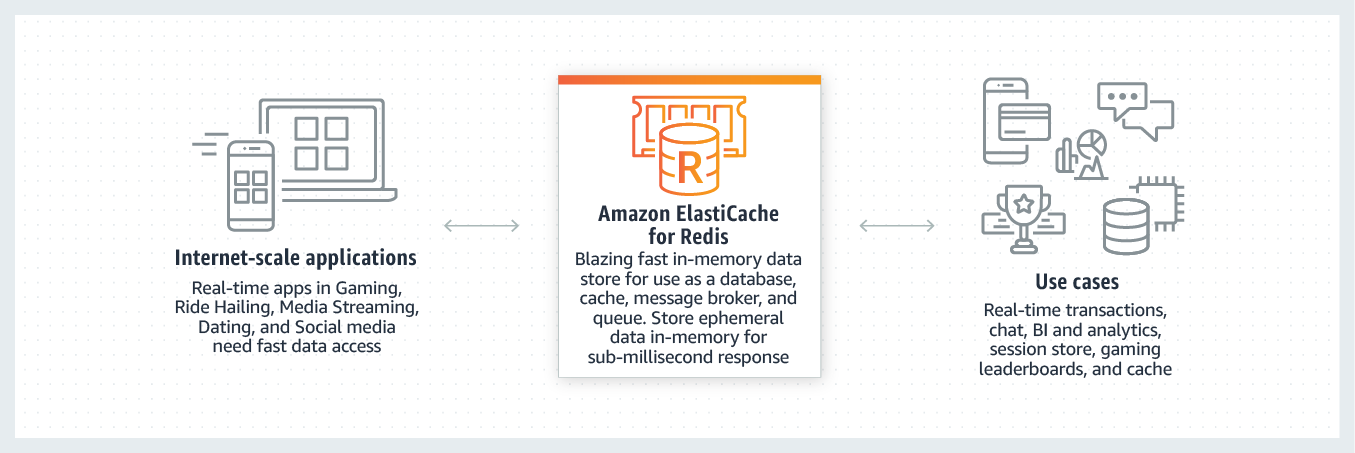 Internet-scale applications
Real-time apps in Gaming,
Ride Hailing, Media Streaming,
Dating, and Social media
need fast data access
R
Amazon ElastiCache
for Redis
Blazing fast in-memory data
store for use as a database,
cache, message broker, and
queue. Store ephemeral
data in-memory for
sub-millisecond response
Use cases
Real-time transactions,
chat, BI and analytics,
session store, gaming
leaderboards, and cache